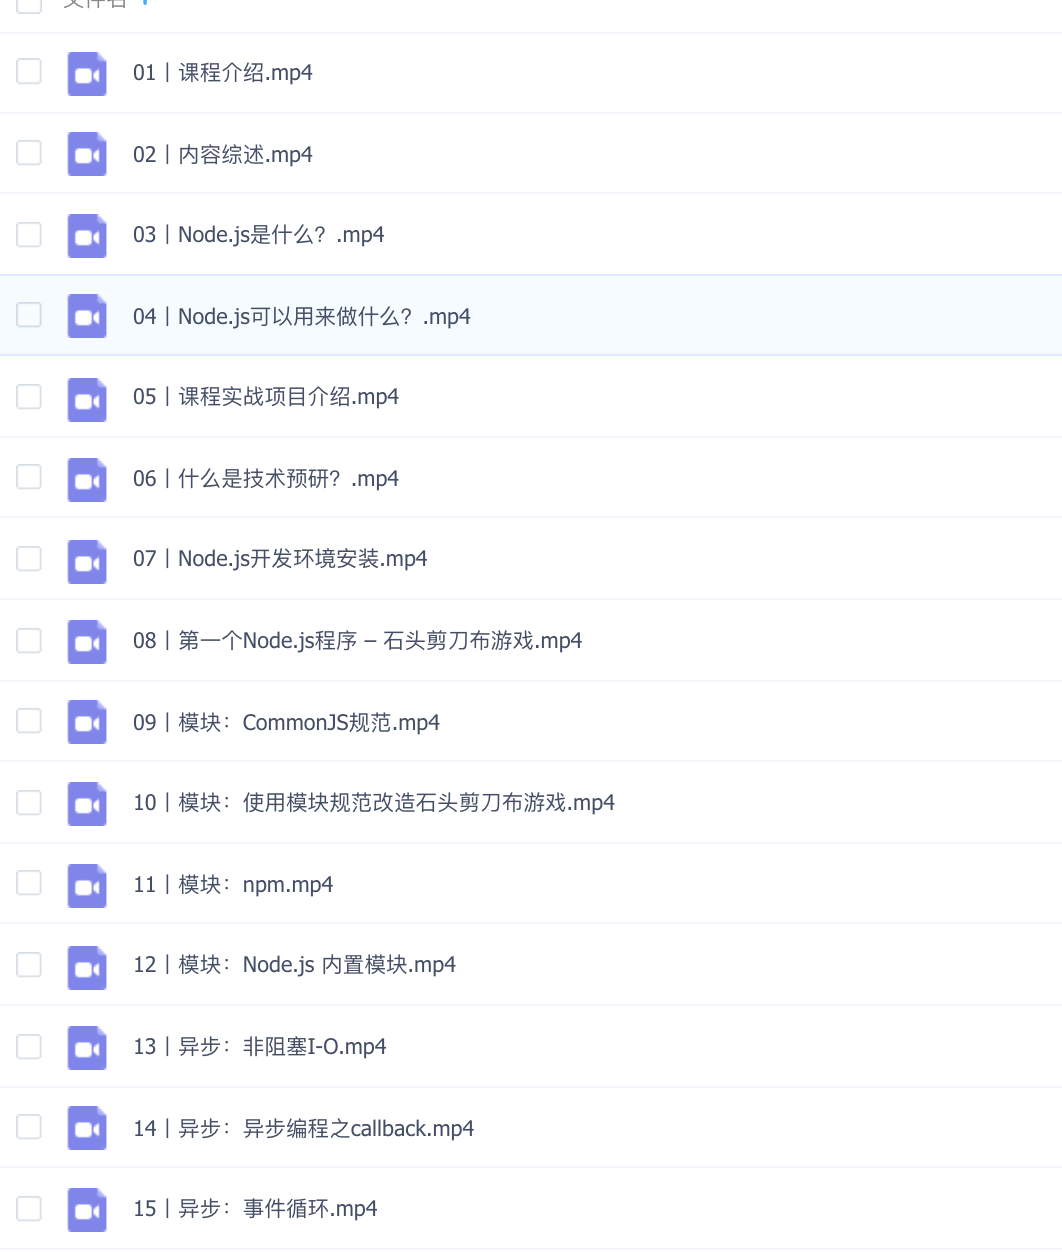 文件名
01丨课程介绍.mp4
02丨内容综述.mp4
03丨Node.js是什么？.mp4
04丨Node.js可以用来做什么？.mp4
05丨课程实战项目介绍.mp4
06丨什么是技术预研？.mp4
07丨Node.js开发环境安装.mp4
08丨第一个Node.js程序 – 石头剪刀布游戏.mp4
09丨模块：CommonJS规范.mp4
10丨模块：使用模块规范改造石头剪刀布游戏.mp4
11丨模块：npm.mp4
12丨模块：Node.js 内置模块.mp4
13丨异步：非阻塞I-O.mp4
14丨异步：异步编程之callback.mp4
15丨异步：事件循环.mp4